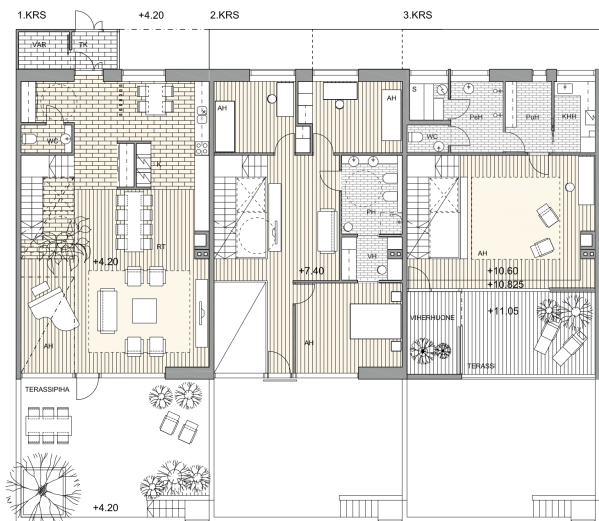 1.KRS
+4.20
2.KRS
3.KRS
VAR
TK
AH
AH
S
PsH
PuH
KHH
WC
WC
K
PH
RT
+4.20
VH
+7.40
AH
+10.60
+10.825
+11.05
VIHERHUONE
AH
AH
TERASSI
TERASSIPIHA
+4.20